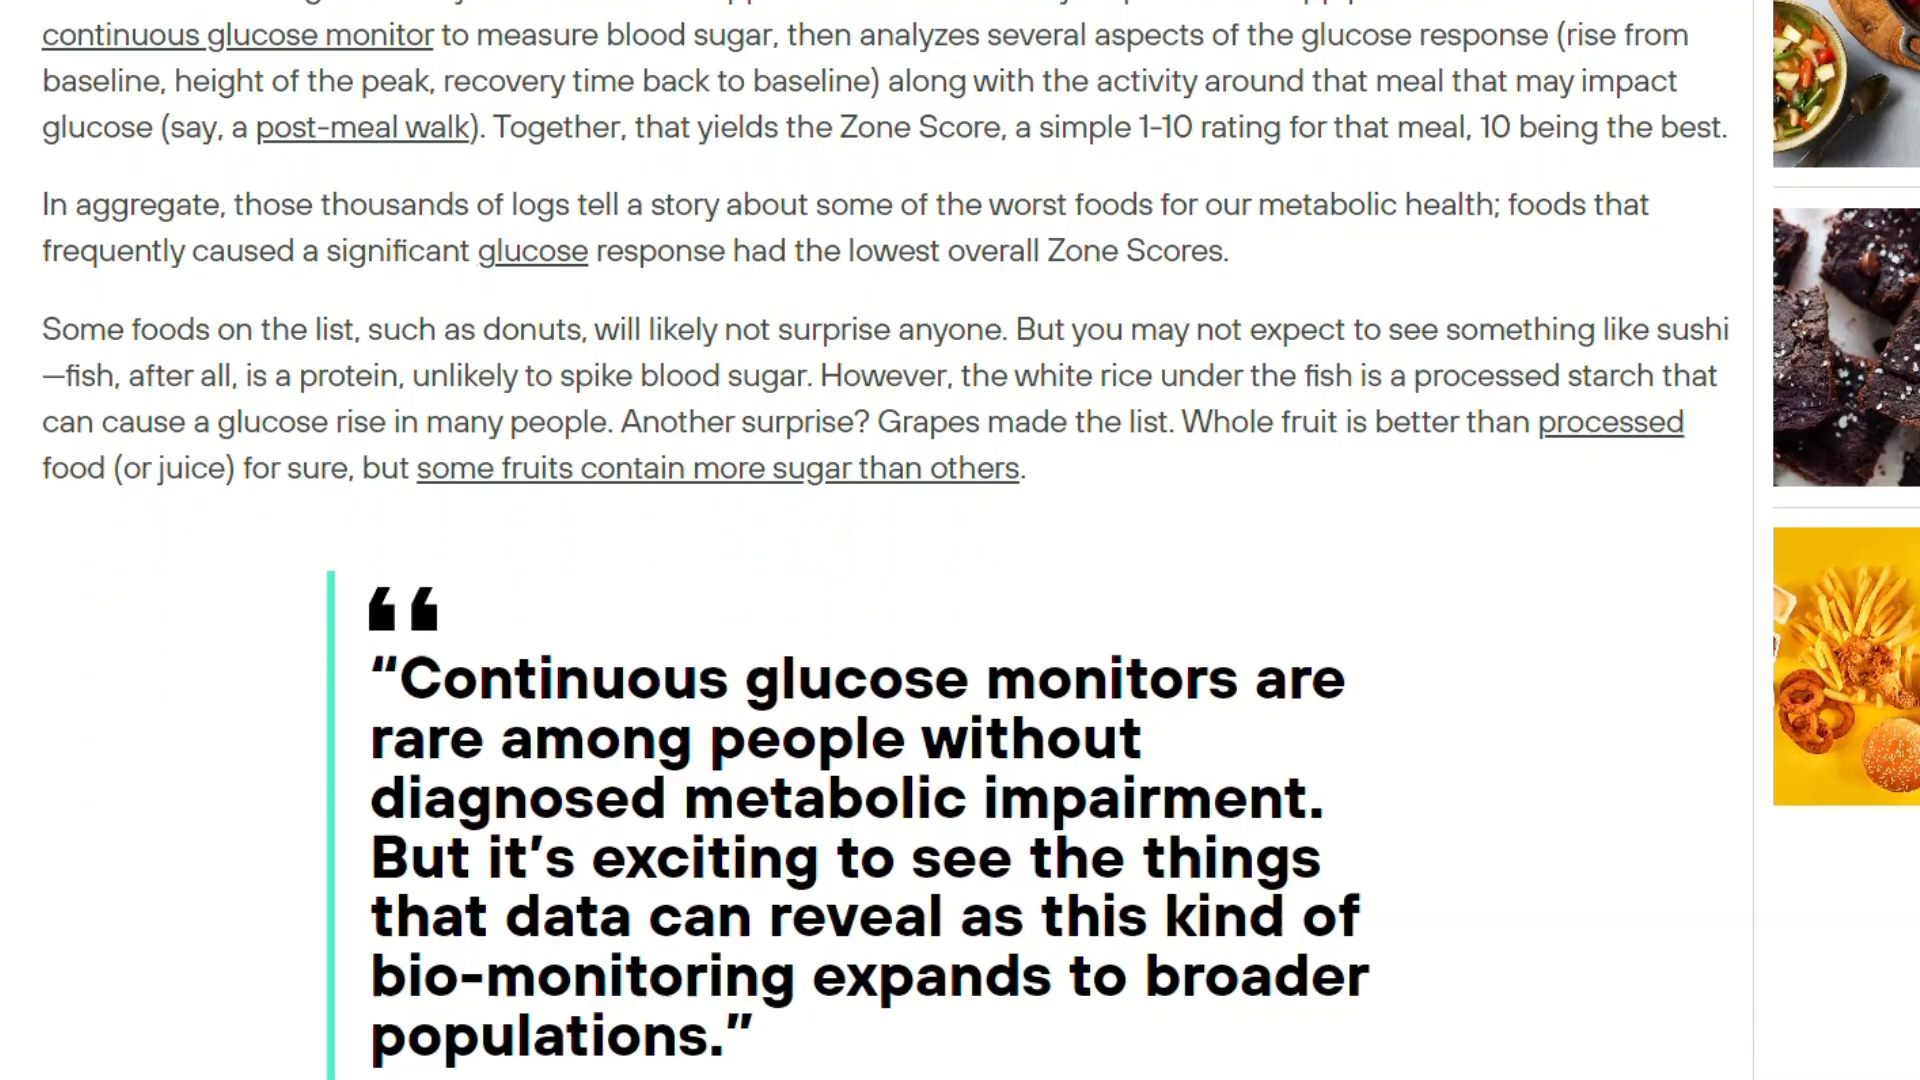 continuous glucose monitor to measure blood sugar, then analyzes several aspects of the glucose response (rise from
baseline, height of the peak, recovery time back to baseline) along with the activity around that meal that may impact
glucose (say, a post-meal walk). Together, that yields the Zone Score, a simple 1-10 rating for that meal, 10 being the best.
In aggregate, those thousands of logs tell a story about some of the worst foods for our metabolic health; foods that
frequently caused a significant glucose response had the lowest overall Zone Scores.
Some foods on the list, such as donuts, will likely not surprise anyone. But you may not expect to see something like sushi
—fish, after all, is a protein, unlikely to spike blood sugar. However, the white rice under the fish is a processed starch that
can cause a glucose rise in many people. Another surprise? Grapes made the list. Whole fruit is better than processed
food (or juice) for sure, but some fruits contain more sugar than others.
“
“Continuous glucose monitors are
rare among people without
diagnosed metabolic impairment.
But it’s exciting to see the things
that data can reveal as this kind of
bio-monitoring expands to broader
populations.”